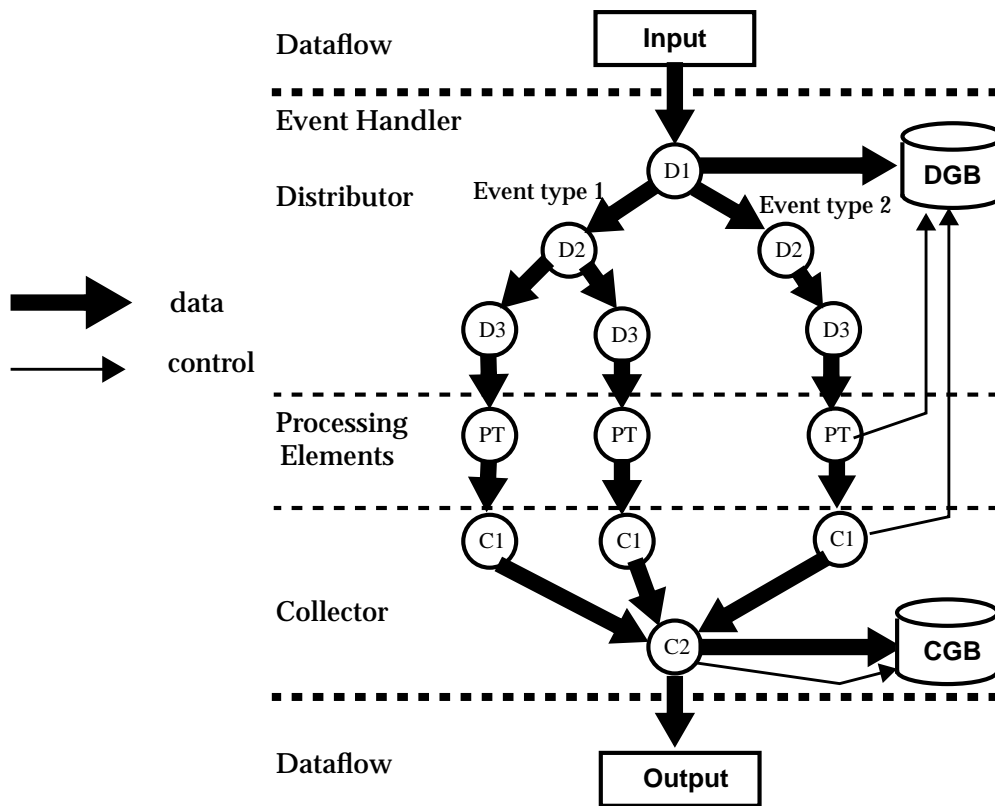 Dataflow
Input
Event Handler
D1
DGB
Distributor
Event type 1
Event type 2
D2
D2
data
D3
D3
D3
control
Processing
Elements
PT
PT
PT
C1
C1
C1
Collector
C2
CGB
Dataflow
Output